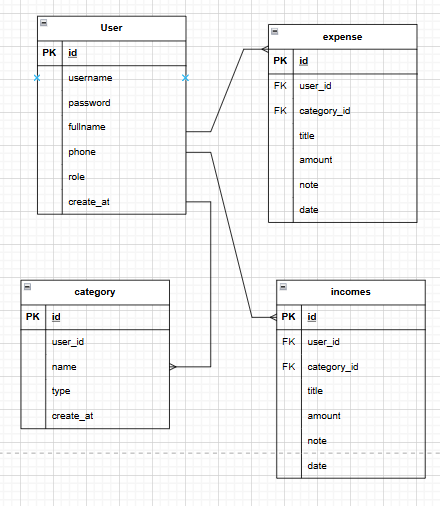 User
PK id
username
password
fullname
phone
role
create_at
expense
PK id
FK user_id
FK category_id
title
amount
note
date
category
PK id
user_id
name
type
create_at
incomes
PK id
FK user_id
FK category_id
title
amount
note
date